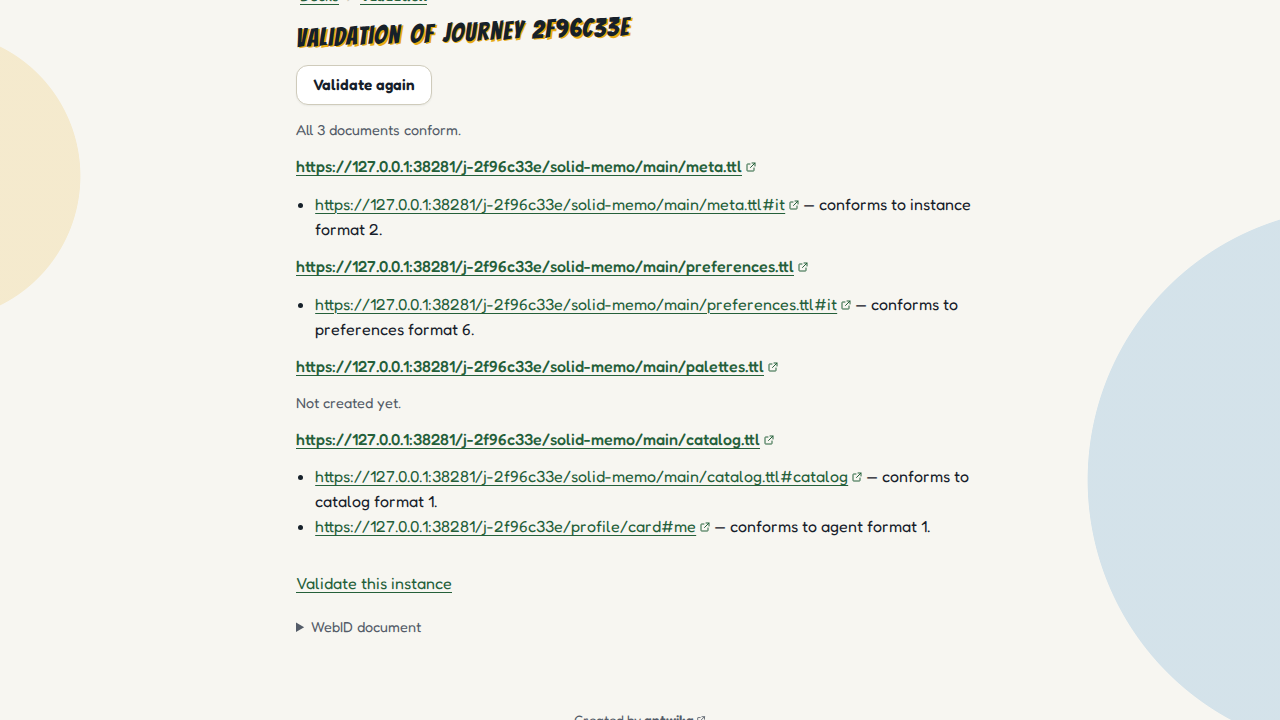 Decks Validation
VALIDATION OF JOURNEY 2F96C33E
Validate again
All 3 documents conform.
https://127.0.0.1:38281/j-2f96c33e/solid-memo/main/meta.ttl
• https://127.0.0.1:38281/j-2f96c33e/solid-memo/main/meta.ttl#it — conforms to instance
format 2.
https://127.0.0.1:38281/j-2f96c33e/solid-memo/main/preferences.ttl
• https://127.0.0.1:38281/j-2f96c33e/solid-memo/main/preferences.ttl#it — conforms to
preferences format 6.
https://127.0.0.1:38281/j-2f96c33e/solid-memo/main/palettes.ttl
Not created yet.
https://127.0.0.1:38281/j-2f96c33e/solid-memo/main/catalog.ttl
• https://127.0.0.1:38281/j-2f96c33e/solid-memo/main/catalog.ttl#catalog — conforms to
catalog format 1.
• https://127.0.0.1:38281/j-2f96c33e/profile/card#me — conforms to agent format 1.
Validate this instance
WebID document
Created by antwika